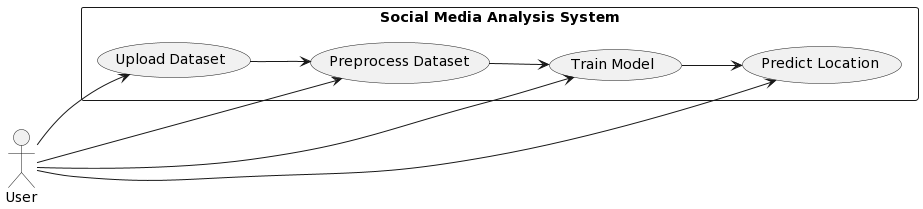 Social Media Analysis System
Upload Dataset
Preprocess Dataset
Train Model
Predict Location
User